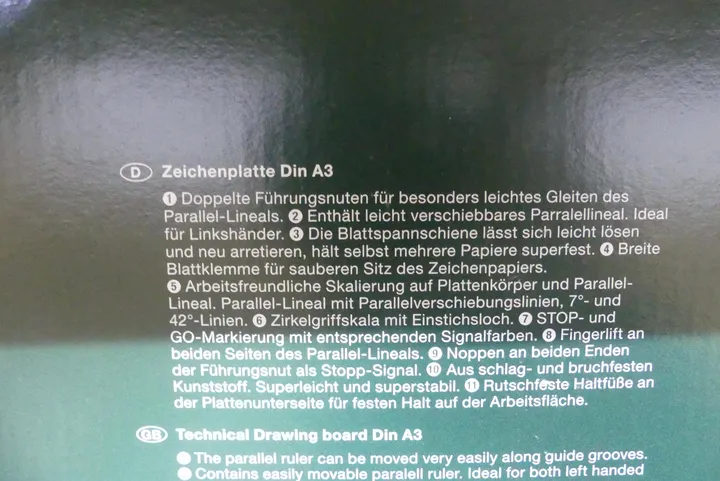 D Zeichenplatte Din A3
❶ Doppelte Führungsnuten für besonders leichtes Gleiten des
Parallel-Lineals. ❷ Enthält leicht verschiebbares Parralellineal. Ideal
für Linkshänder. ❸ Die Blattspannschiene lässt sich leicht lösen
und neu arretieren, hält selbst mehrere Papiere superfest. ❹ Breite
Blattklemme für sauberen Sitz des Zeichenpapiers.
❺ Arbeitsfreundliche Skalierung auf Plattenkörper und Parallel-
Lineal. Parallel-Lineal mit Parallelverschiebungslinien, 7°- und
42°-Linien. ❻ Zirkelgriffskala mit Einstichsloch. ❼ STOP- und
GO-Markierung mit entsprechenden Signalfarben. ❽ Fingerlift an
beiden Seiten des Parallel-Lineals. ❾ Noppen an beiden Enden
der Führungsnut als Stopp-Signal. ❿ Aus schlag- und bruchfesten
Kunststoff. Superleicht und superstabil. ⓫ Rutschfeste Haltfüße an
der Plattenunterseite für festen Halt auf der Arbeitsfläche.
GB Technical Drawing board Din A3
● The parallel ruler can be moved very easily along guide grooves.
● Contains easily movable paralell ruler. Ideal for both left handed